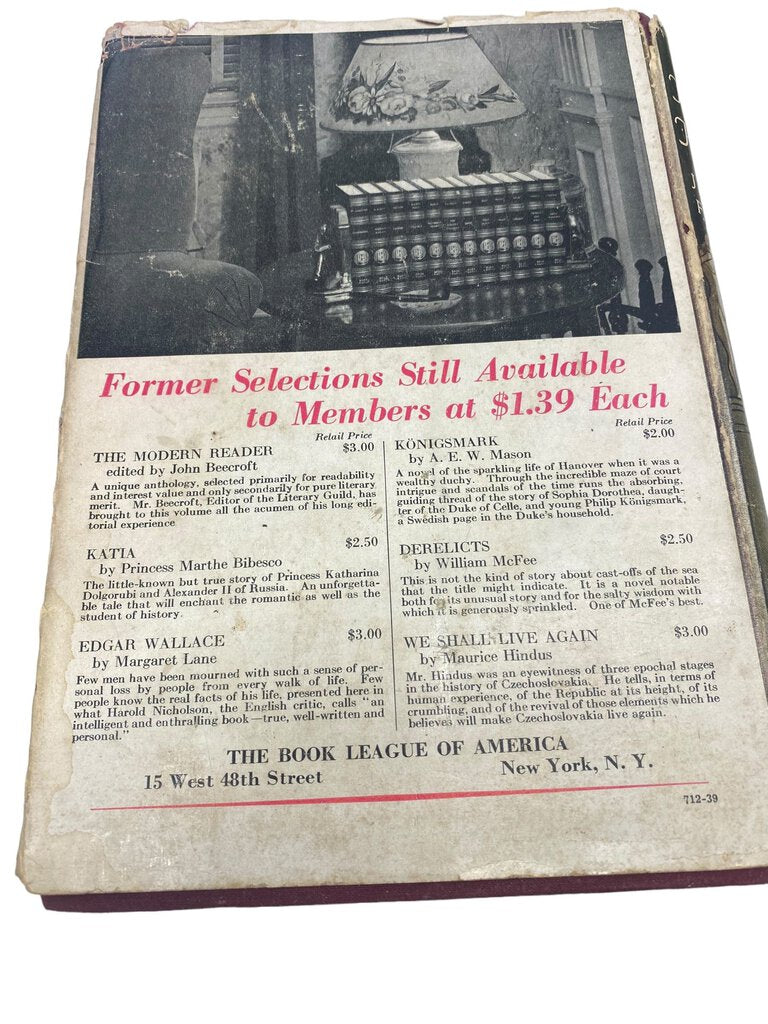 Former Selections Still Available
to Members at $1.39 Each
Retail Price
THE MODERN READER $3.00
edited by John Beecroft
A unique anthology, selected primarily for readability
and interest value and only secondarily for pure literary
merit. Mr. Beecroft, Editor of the Literary Guild, has
brought to this volume all the acumen of his long edi-
torial experience
KATIA $2.50
by Princess Marthe Bibesco
The little-known but true story of Princess Katharina
Dolgorubi and Alexander II of Russia. An unforgetta-
ble tale that will enchant the romantic as well as the
student of history.
EDGAR WALLACE $3.00
by Margaret Lane
Few men have been mourned with such a sense of per-
sonal loss by people from every walk of life. Few
people know the real facts of his life, presented here in
what Harold Nicholson, the English critic, calls "an
intelligent and enthralling book—true, well-written and
personal."
Retail Price
KÖNIGSMARK $2.00
by A. E. W. Mason
A novel of the sparkling life of Hanover when it was a
wealthy duchy. Through the incredible maze of court
intrigue and scandals of the time runs the absorbing,
guiding thread of the story of Sophia Dorothea, daugh-
ter of the Duke of Celle, and young Philip Königsmark,
a Swedish page in the Duke's household.
DERELICTS $2.50
by William McFee
This is not the kind of story about cast-offs of the sea
that the title might indicate. It is a novel notable
both for its unusual story and for the salty wisdom with
which it is generously sprinkled. One of McFee's best.
WE SHALL LIVE AGAIN $3.00
by Maurice Hindus
Mr. Hindus was an eyewitness of three epochal stages
in the history of Czechoslovakia. He tells, in terms of
human experience, of the Republic at its height, of its
crumbling, and of the revival of those elements which he
believes will make Czechoslovakia live again.
THE BOOK LEAGUE OF AMERICA
15 West 48th Street New York, N. Y.
712-39